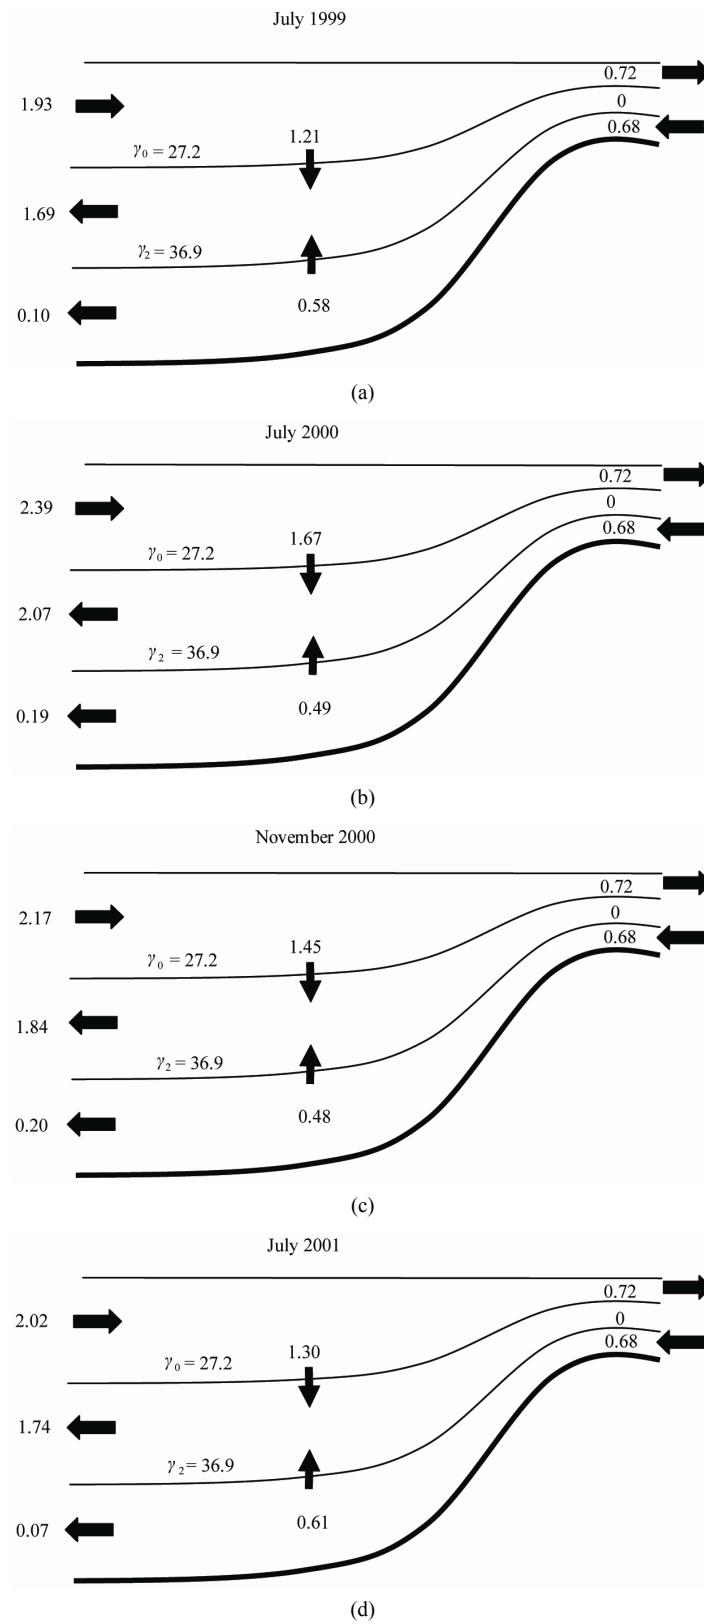 July 1999
0.72
1.93
0
0.68
1.21
γ₀ = 27.2
1.69
γ₂ = 36.9
0.10
0.58
(a)
July 2000
0.72
2.39
0
0.68
1.67
γ₀ = 27.2
2.07
γ₂ = 36.9
0.19
0.49
(b)
November 2000
0.72
2.17
0
0.68
1.45
γ₀ = 27.2
1.84
γ₂ = 36.9
0.20
0.48
(c)
July 2001
0.72
2.02
0
0.68
1.30
γ₀ = 27.2
1.74
γ₂ = 36.9
0.07
0.61
(d)